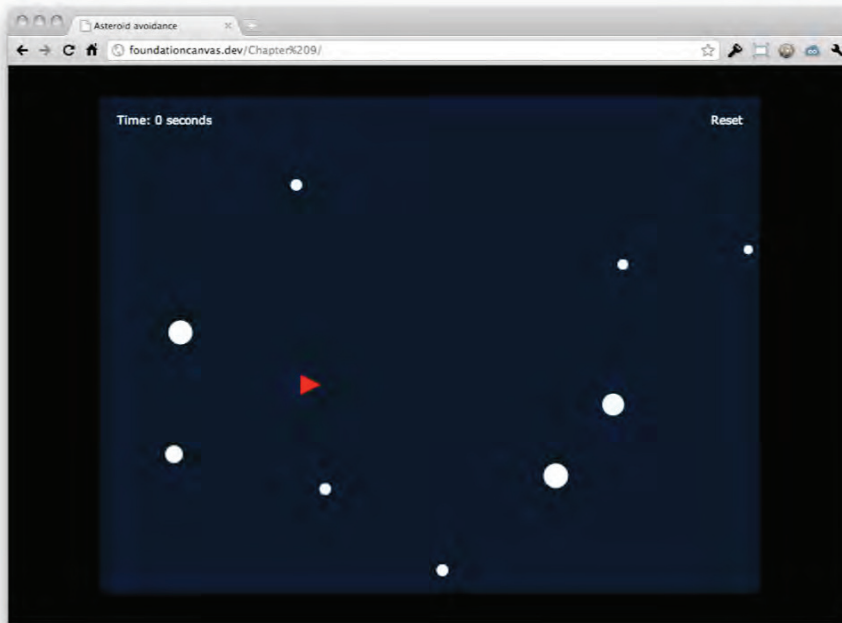 Asteroid avoidance
foundationcanvas.dev/Chapter%209/
Time: 0 seconds
Reset